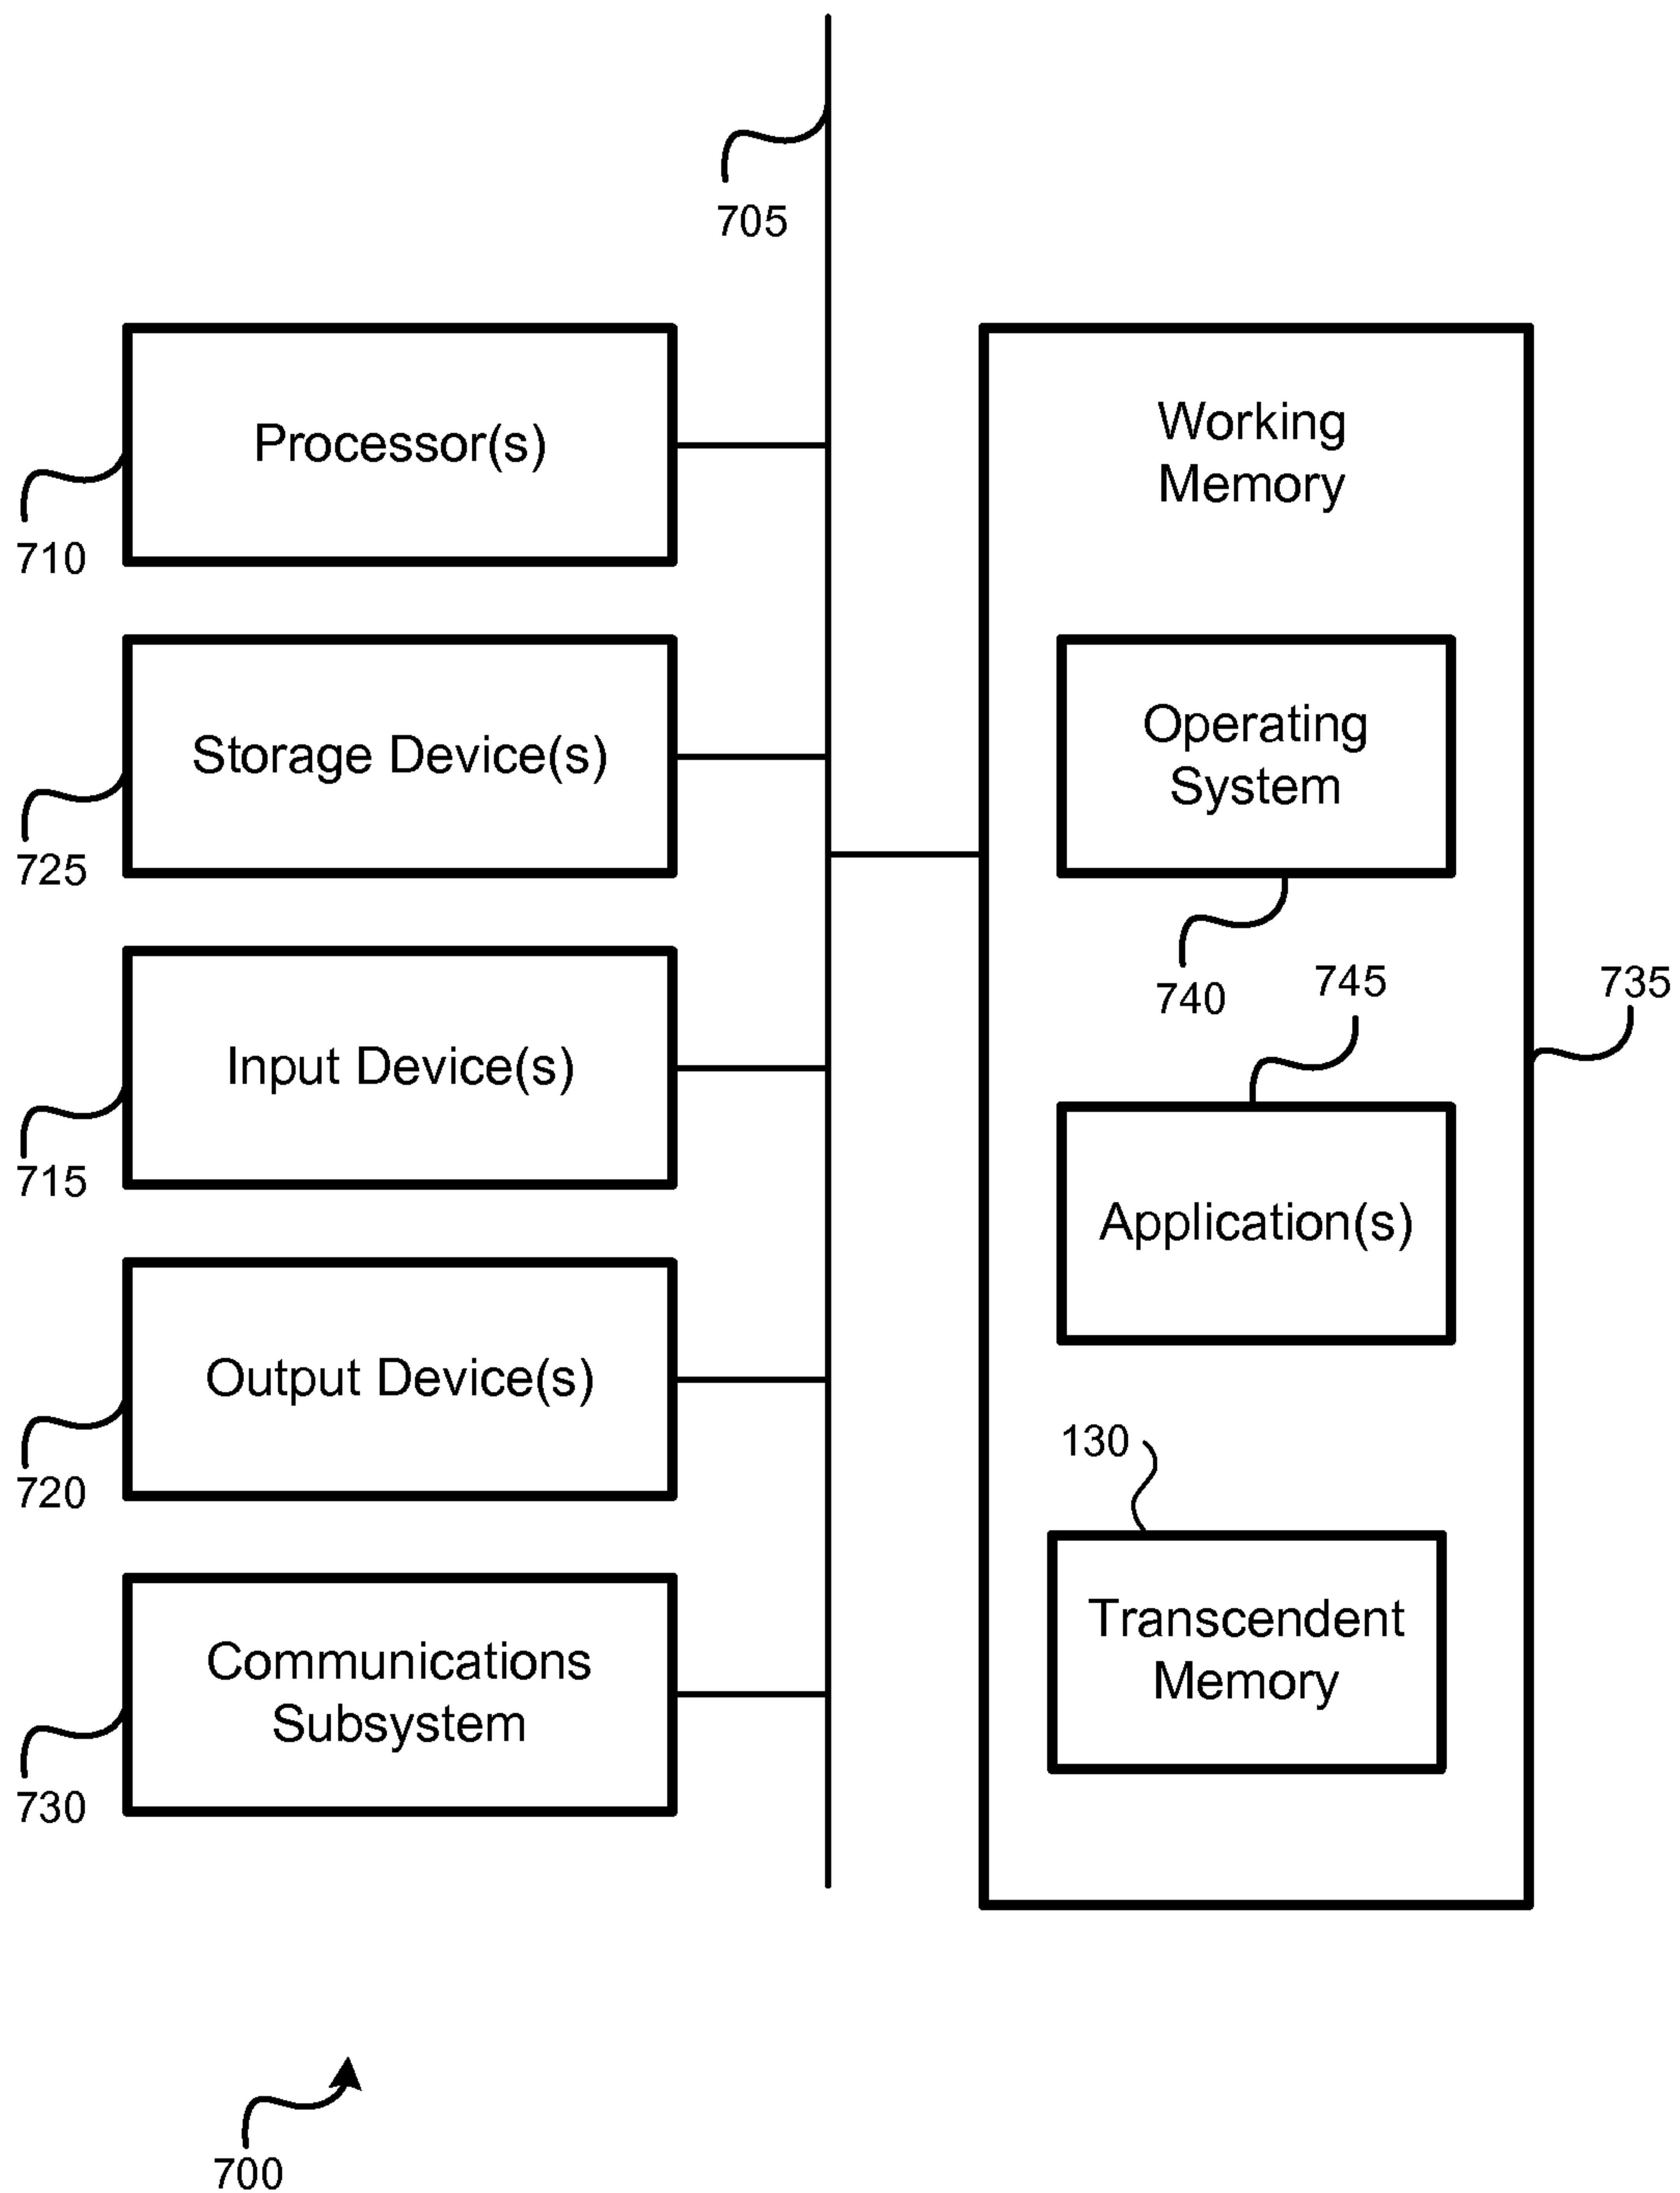 705
Processor(s)
710
Storage Device(s)
725
Input Device(s)
715
Output Device(s)
720
Communications
Subsystem
730
Working
Memory
Operating
System
740
745
735
Application(s)
130
Transcendent
Memory
700